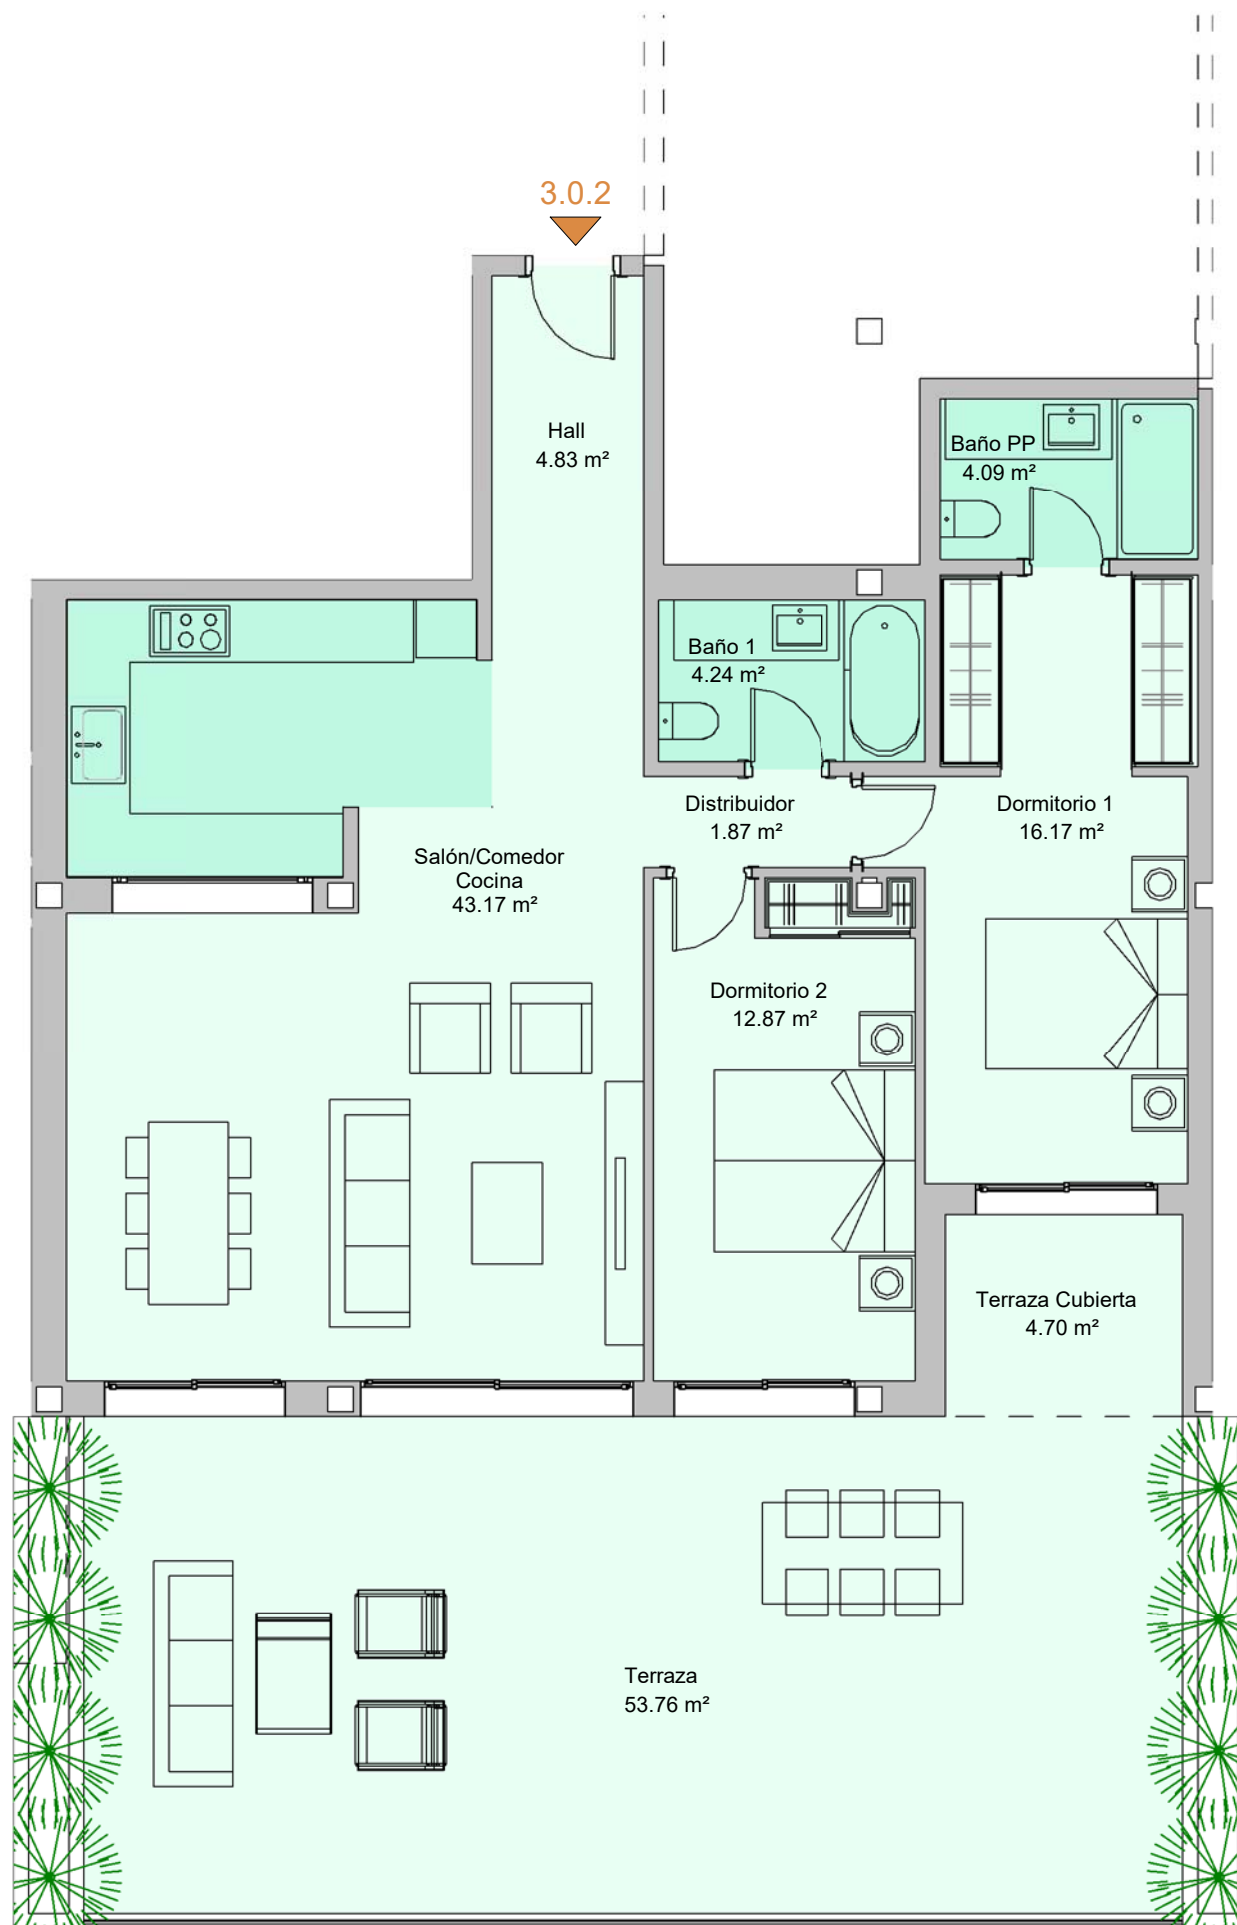 3.0.2
Hall
4.83 m²
Baño PP
4.09 m²
Baño 1
4.24 m²
Distribuidor
1.87 m²
Dormitorio 1
16.17 m²
Salón/Comedor
Cocina
43.17 m²
Dormitorio 2
12.87 m²
Terraza Cubierta
4.70 m²
Terraza
53.76 m²